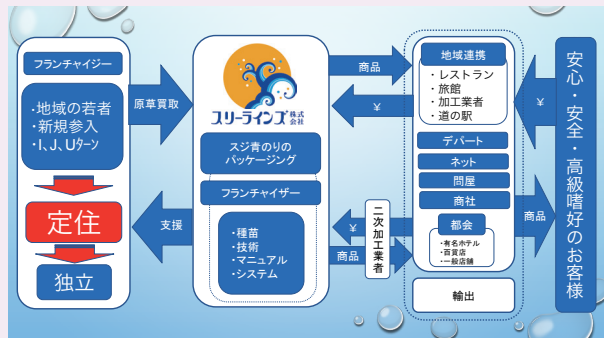 フランチャイジー
・地域の若者
・新規参入
・I、J、Uターン
定住
独立
原草買取
支援
スリーラインズ株式会社
スジ青のりの
パッケージング
フランチャイザー
・種苗
・技術
・マニュアル
・システム
商品
¥
¥
商品
二次加工業者
地域連携
・レストラン
・旅館
・加工業者
・道の駅
デパート
ネット
問屋
商社
都会
・有名ホテル
・百貨店
・一般店舗
輸出
¥
商品
安心・安全・高級嗜好のお客様